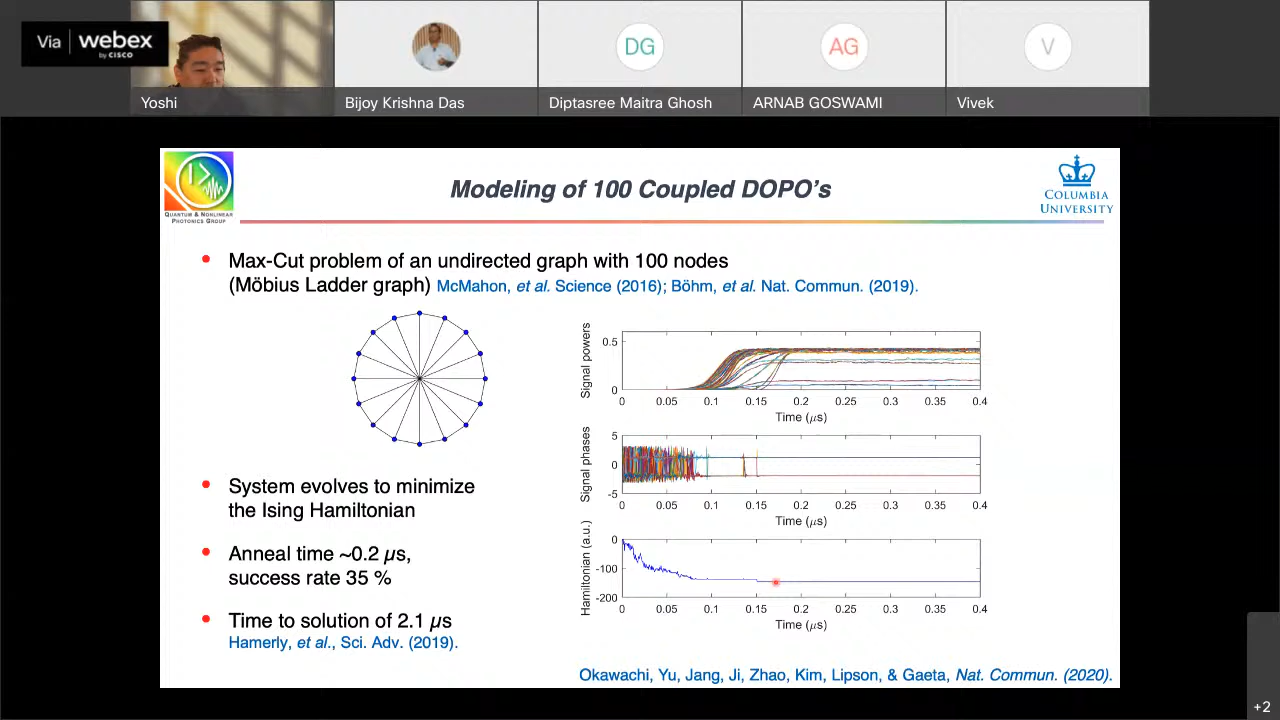 Via webex
by CISCO
DG
AG
V
Yoshi
Bijoy Krishna Das
Diptasree Maitra Ghosh
ARNAB GOSWAMI
Vivek
QUANTUM & NONLINEAR
PHOTONICS GROUP
Modeling of 100 Coupled DOPO's
COLUMBIA
UNIVERSITY
• Max-Cut problem of an undirected graph with 100 nodes
(Möbius Ladder graph) McMahon, et al. Science (2016); Böhm, et al. Nat. Commun. (2019).
Signal powers
0.5
0
0 0.05 0.1 0.15 0.2 0.25 0.3 0.35 0.4
Time (μs)
Signal phases
5
0
-5
0 0.05 0.1 0.15 0.2 0.25 0.3 0.35 0.4
Time (μs)
Hamiltonian (a.u.)
0
-100
-200
0 0.05 0.1 0.15 0.2 0.25 0.3 0.35 0.4
Time (μs)
• System evolves to minimize
the Ising Hamiltonian
• Anneal time ~0.2 μs,
success rate 35 %
• Time to solution of 2.1 μs
Hamerly, et al., Sci. Adv. (2019).
Okawachi, Yu, Jang, Ji, Zhao, Kim, Lipson, & Gaeta, Nat. Commun. (2020).
+2